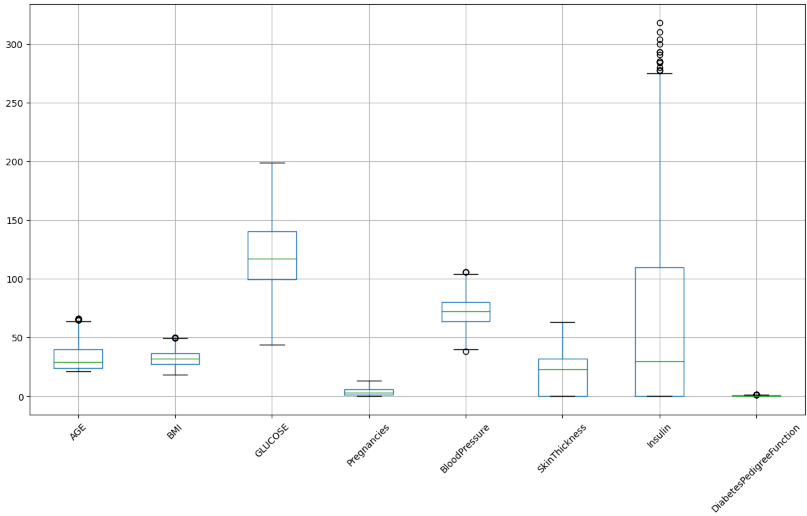 300
250
200
150
100
50
0
AGE
BMI
GLUCOSE
Pregnancies
BloodPressure
SkinThickness
Insulin
DiabetesPedigreeFunction